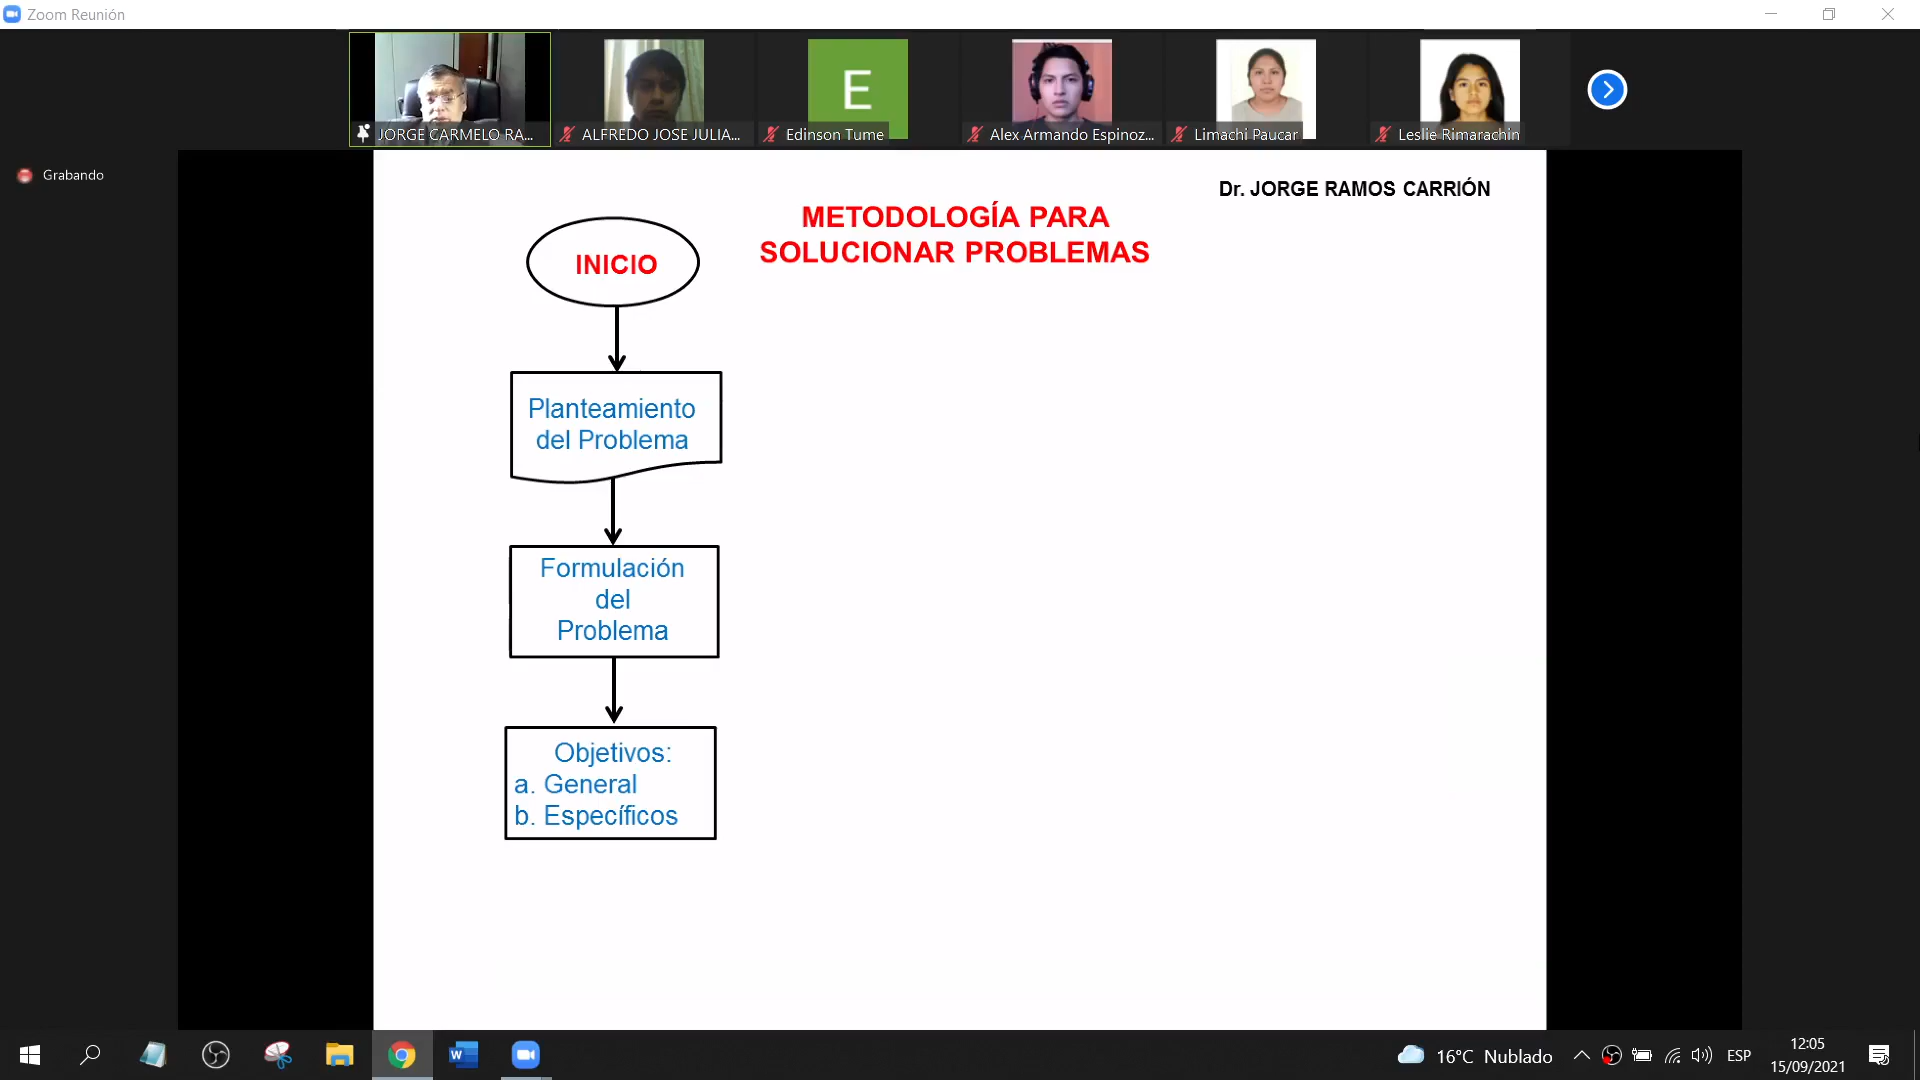 Zoom Reunión
JORGE CARMELO RA...
ALFREDO JOSE JULIA...
E
Edinson Tume
Alex Armando Espinoz...
Limachi Paucar
Leslie Rimarachin
Grabando
Dr. JORGE RAMOS CARRIÓN
METODOLOGÍA PARA
SOLUCIONAR PROBLEMAS
INICIO
Planteamiento
del Problema
Formulación
del
Problema
Objetivos:
a. General
b. Específicos
16°C Nublado
ESP
12:05
15/09/2021